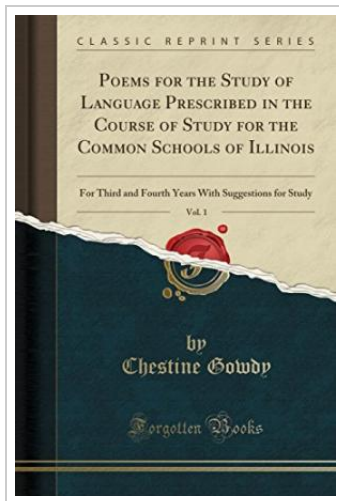 CLASSIC REPRINT SERIES
POEMS FOR THE STUDY OF
LANGUAGE PRESCRIBED IN THE
COURSE OF STUDY FOR THE
COMMON SCHOOLS OF ILLINOIS
For Third and Fourth Years With Suggestions for Study
Vol. 1
by
Chestine Gowdy
Forgotten Books